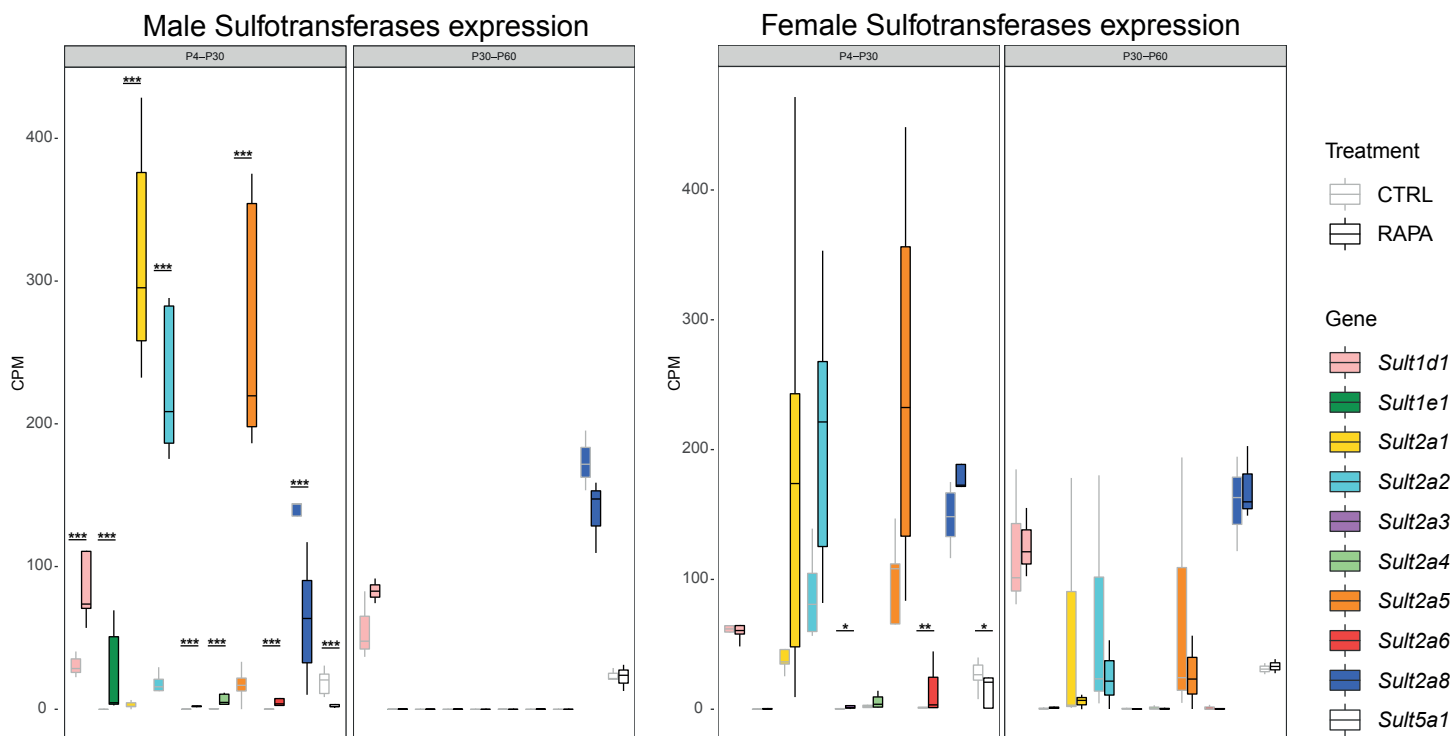 Male Sulfotransferases expression
P4–P30
P30–P60
CPM
400
300
200
100
0
***
***
***
***
***
***
***
***
***
***
Female Sulfotransferases expression
P4–P30
P30–P60
CPM
400
300
200
100
0
*
**
*
Treatment
CTRL
RAPA
Gene
Sult1d1
Sult1e1
Sult2a1
Sult2a2
Sult2a3
Sult2a4
Sult2a5
Sult2a6
Sult2a8
Sult5a1